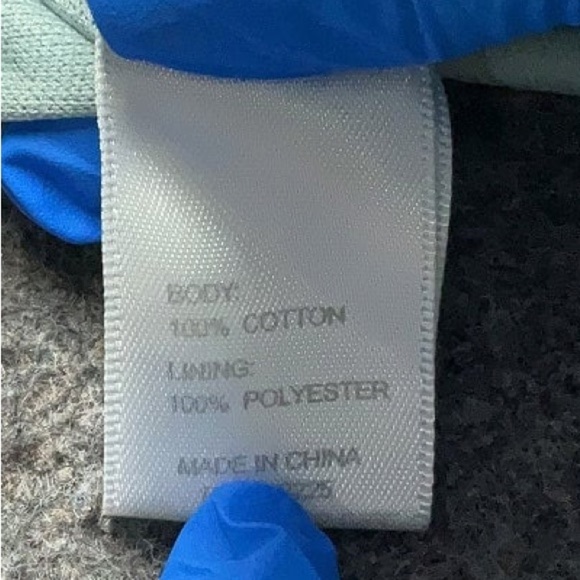 BODY:
100% COTTON
LINING:
100% POLYESTER
MADE IN CHINA